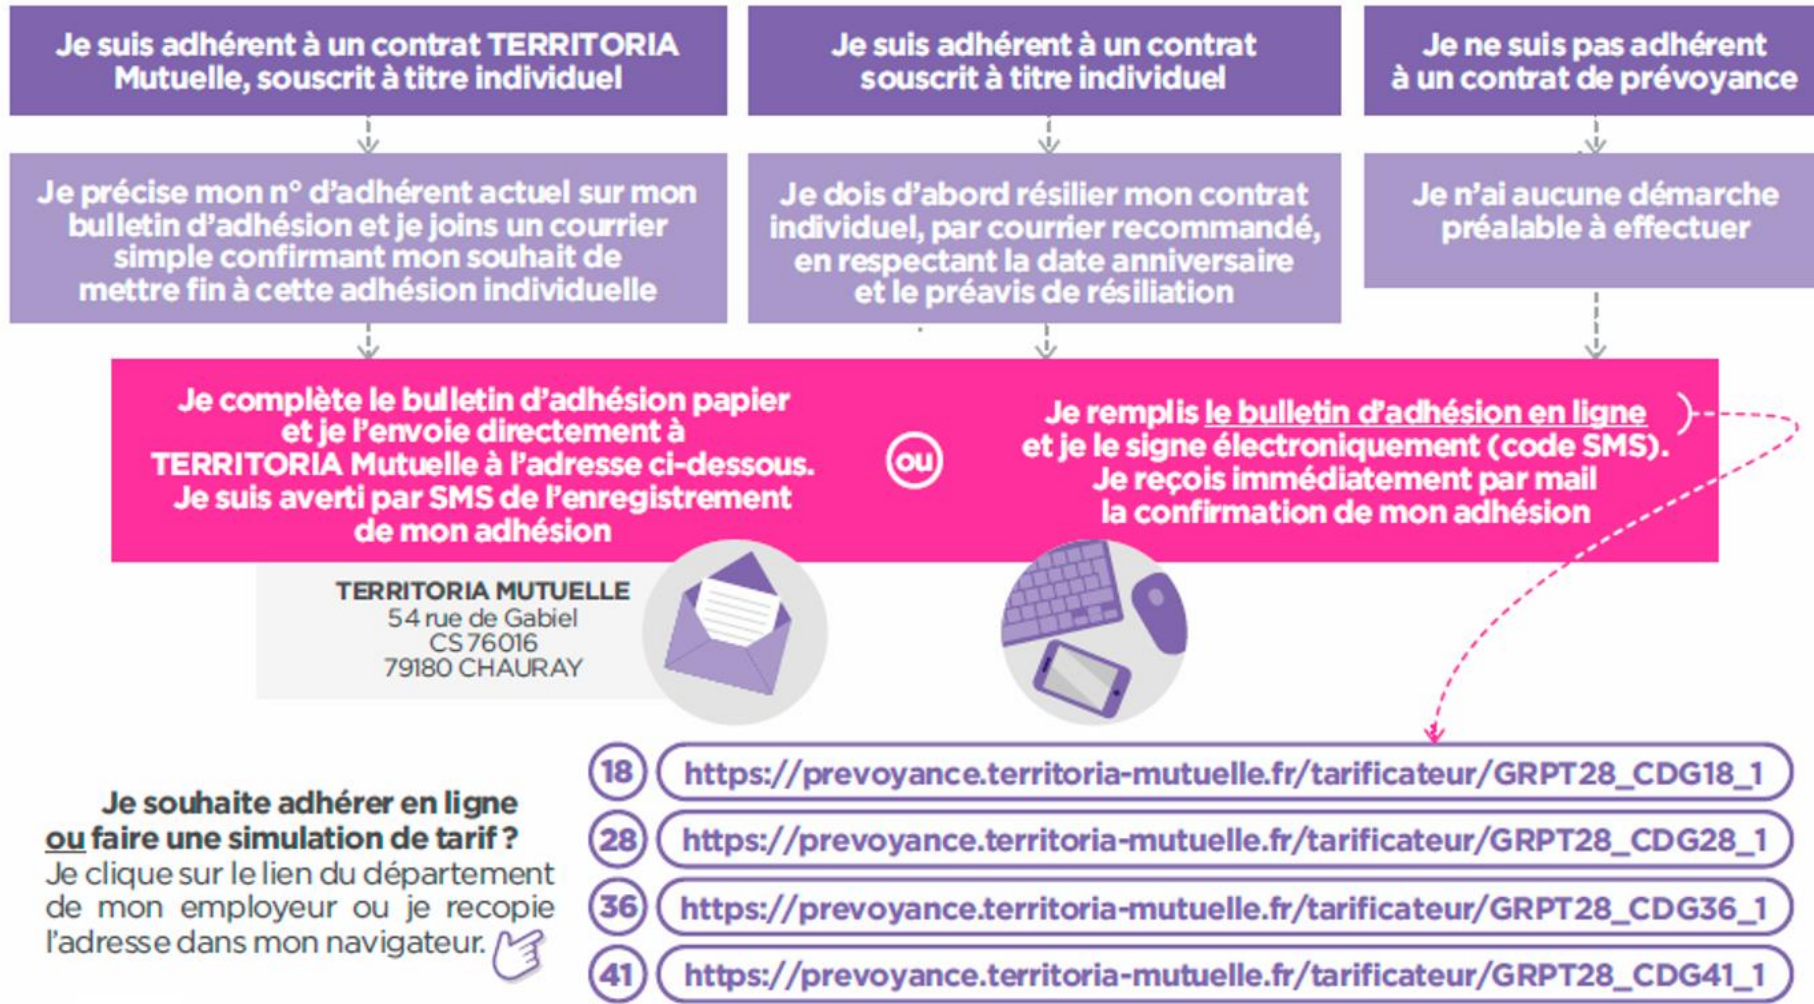 Je suis adhérent à un contrat TERRITORIA
Mutuelle, souscrit à titre individuel
Je suis adhérent à un contrat
souscrit à titre individuel
Je ne suis pas adhérent
à un contrat de prévoyance
Je précise mon n° d'adhérent actuel sur mon
bulletin d'adhésion et je joins un courrier
simple confirmant mon souhait de
mettre fin à cette adhésion individuelle
Je dois d'abord résilier mon contrat
individuel, par courrier recommandé,
en respectant la date anniversaire
et le préavis de résiliation
Je n'ai aucune démarche
préalable à effectuer
Je complète le bulletin d'adhésion papier
et je l'envoie directement à
TERRITORIA Mutuelle à l'adresse ci-dessous.
Je suis averti par SMS de l'enregistrement
de mon adhésion
ou
Je remplis le bulletin d'adhésion en ligne
et je le signe électroniquement (code SMS).
Je reçois immédiatement par mail
la confirmation de mon adhésion
TERRITORIA MUTUELLE
54 rue de Gabiel
CS 76016
79180 CHAURAY
Je souhaite adhérer en ligne
ou faire une simulation de tarif ?
Je clique sur le lien du département
de mon employeur ou je recopie
l'adresse dans mon navigateur.
18 https://prevoyance.territoria-mutuelle.fr/tarificateur/GRPT28_CDG18_1
28 https://prevoyance.territoria-mutuelle.fr/tarificateur/GRPT28_CDG28_1
36 https://prevoyance.territoria-mutuelle.fr/tarificateur/GRPT28_CDG36_1
41 https://prevoyance.territoria-mutuelle.fr/tarificateur/GRPT28_CDG41_1